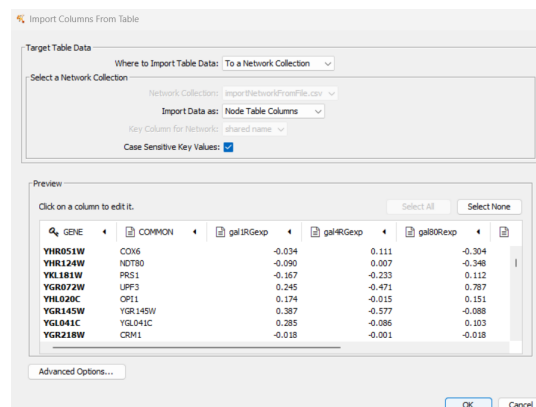 Import Columns From Table
Target Table Data
Where to Import Table Data: To a Network Collection
Select a Network Collection
Network Collection: importNetworkFromFile.csv
Import Data as: Node Table Columns
Key Column for Network: shared name
Case Sensitive Key Values:
Preview
Click on a column to edit it. Select All Select None
GENE COMMON gal1RGexp gal4RGexp gal80Rexp
YHR051W COX6 -0.034 0.111 -0.304
YHR124W NDT80 -0.090 0.007 -0.348
YKL181W PRS1 -0.167 -0.233 0.112
YGR072W UPF3 0.245 -0.471 0.787
YHL020C OPI1 0.174 -0.015 0.151
YGR145W YGR145W 0.387 -0.577 -0.088
YGL041C YGL041C 0.285 -0.086 0.103
YGR218W CRM1 -0.018 -0.001 -0.018
Advanced Options...
OK Cancel